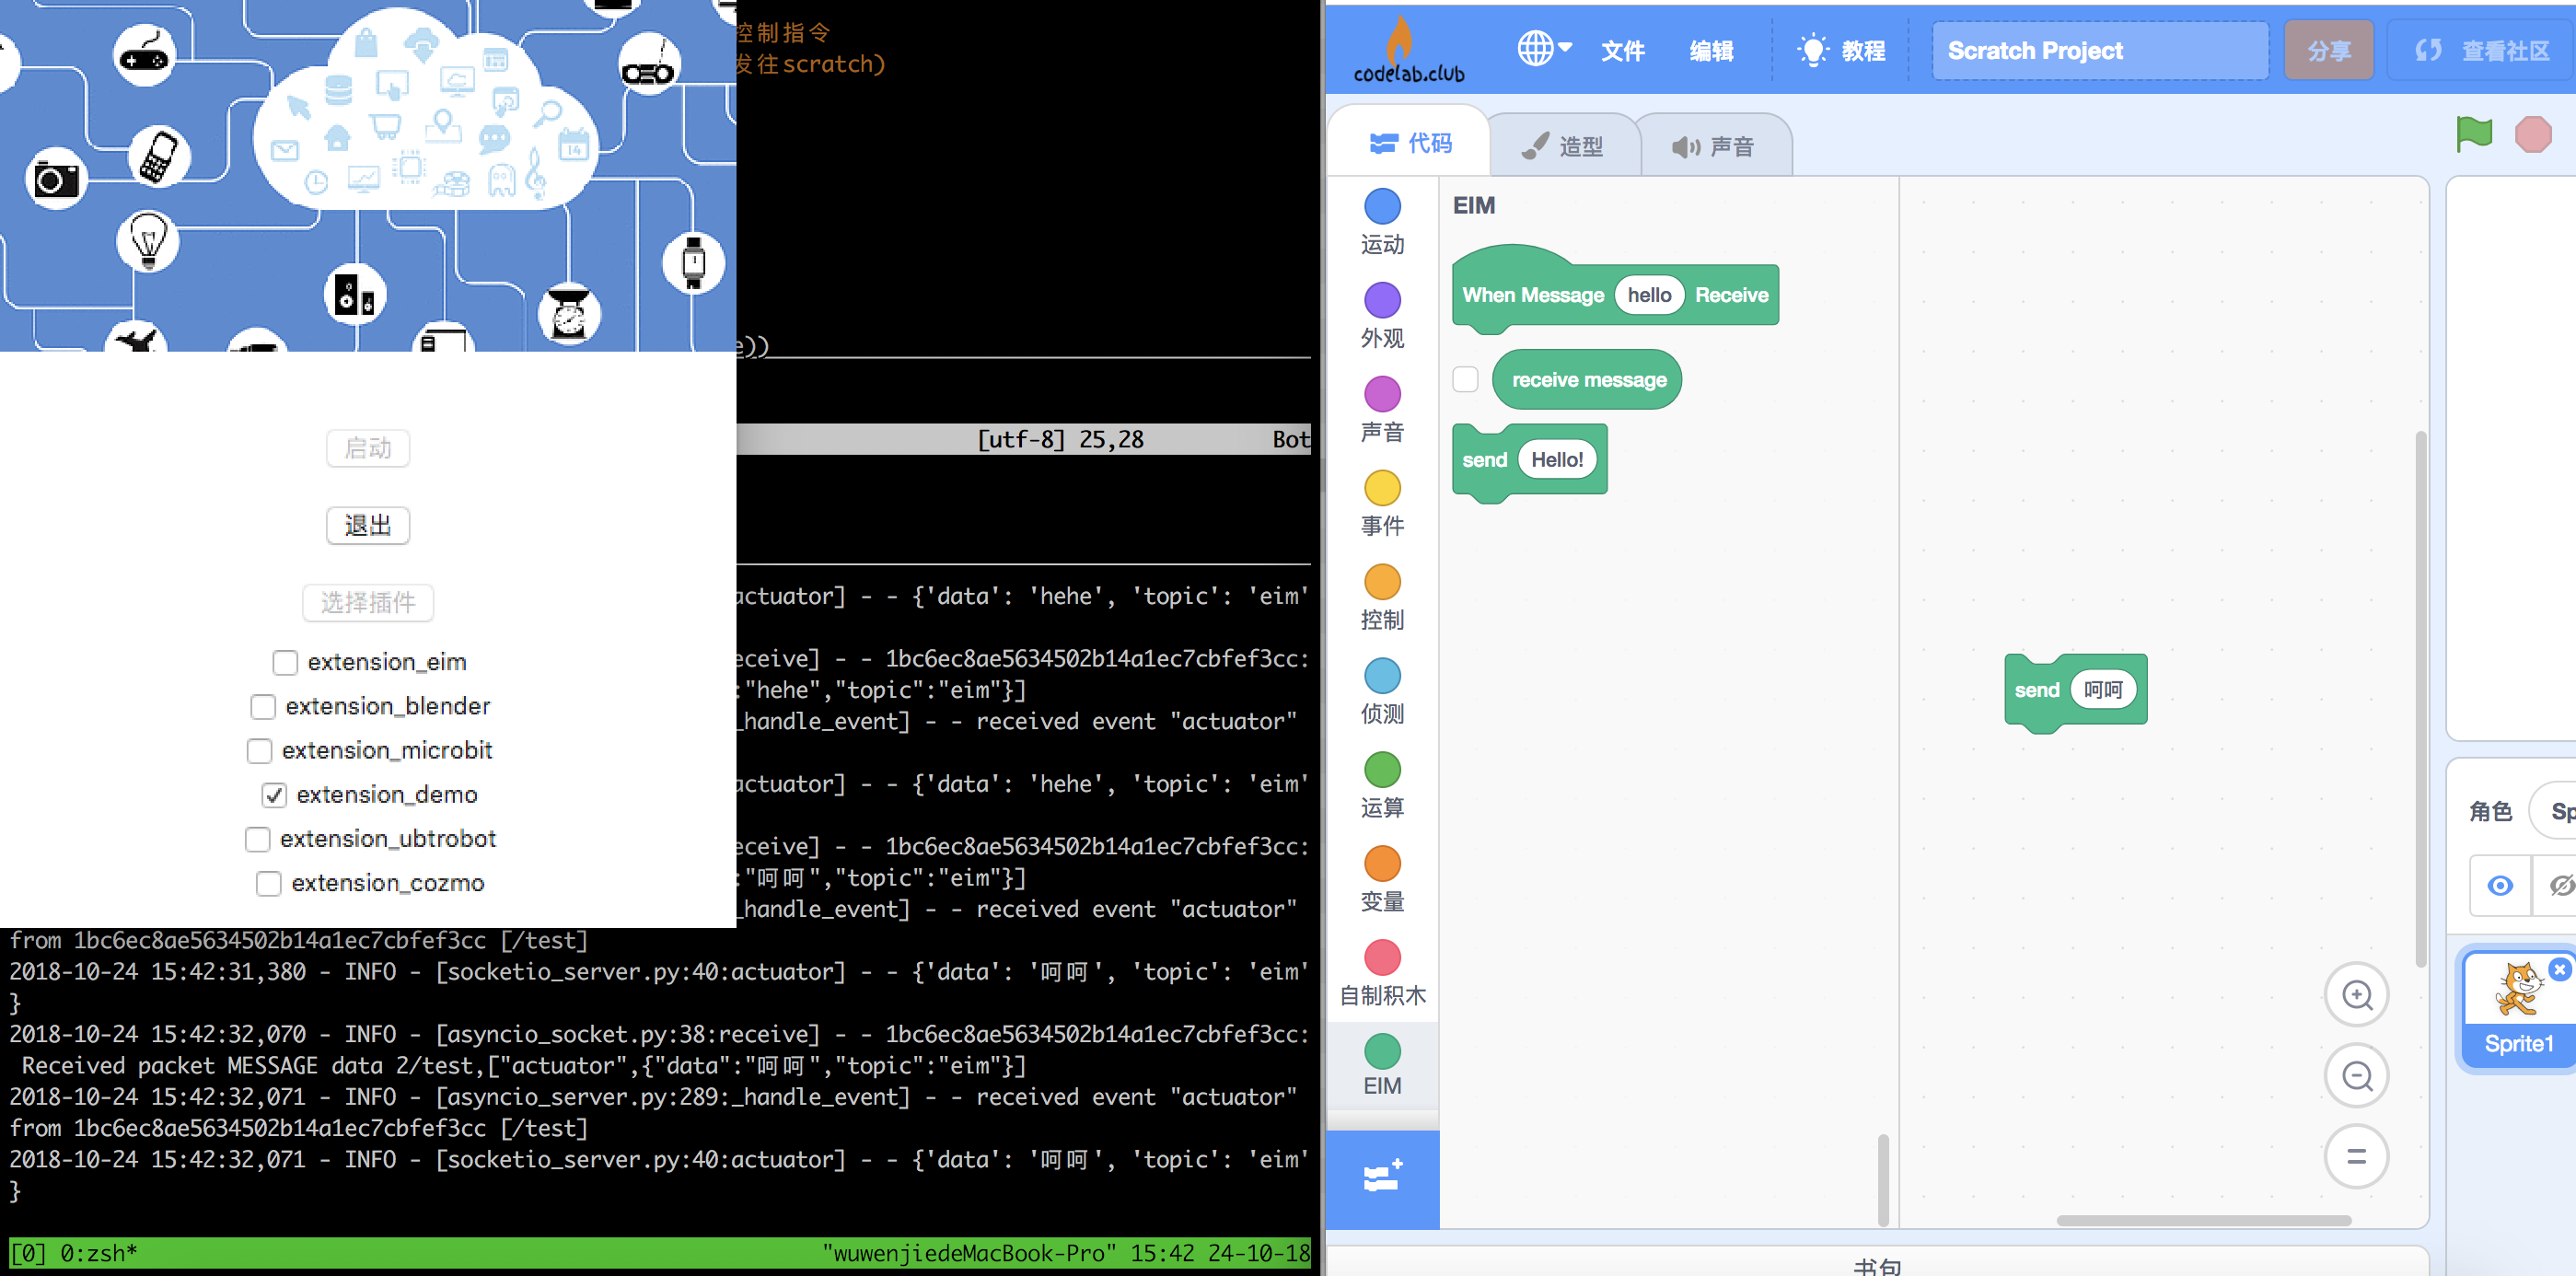 控制指令
发往scratch)
e))
[utf-8] 25,28 Bot
14
启动
退出
选择插件
extension_eim
extension_blender
extension_microbit
extension_demo
extension_ubtrobot
extension_cozmo
actuator] - - {'data': 'hehe', 'topic': 'eim'
eceive] - - 1bc6ec8ae5634502b14a1ec7cbfef3cc:
:"hehe","topic":"eim"}]
_handle_event] - - received event "actuator"
actuator] - - {'data': 'hehe', 'topic': 'eim'
eceive] - - 1bc6ec8ae5634502b14a1ec7cbfef3cc:
:"呵呵","topic":"eim"}]
_handle_event] - - received event "actuator"
from 1bc6ec8ae5634502b14a1ec7cbfef3cc [/test]
2018-10-24 15:42:31,380 - INFO - [socketio_server.py:40:actuator] - - {'data': '呵呵', 'topic': 'eim'
}
2018-10-24 15:42:32,070 - INFO - [asyncio_socket.py:38:receive] - - 1bc6ec8ae5634502b14a1ec7cbfef3cc:
Received packet MESSAGE data 2/test,["actuator",{"data":"呵呵","topic":"eim"}]
2018-10-24 15:42:32,071 - INFO - [asyncio_server.py:289:_handle_event] - - received event "actuator"
from 1bc6ec8ae5634502b14a1ec7cbfef3cc [/test]
2018-10-24 15:42:32,071 - INFO - [socketio_server.py:40:actuator] - - {'data': '呵呵', 'topic': 'eim'
}
[0] 0:zsh* "wuwenjiedeMacBook-Pro" 15:42 24-10-18
codelab.club 文件 编辑 教程 Scratch Project 分享 查看社区
代码 造型 声音
运动
外观
声音
事件
控制
侦测
运算
变量
自制积木
EIM
EIM
When Message hello Receive
receive message
send Hello!
send 呵呵
角色 Sp
Sprite1
书包